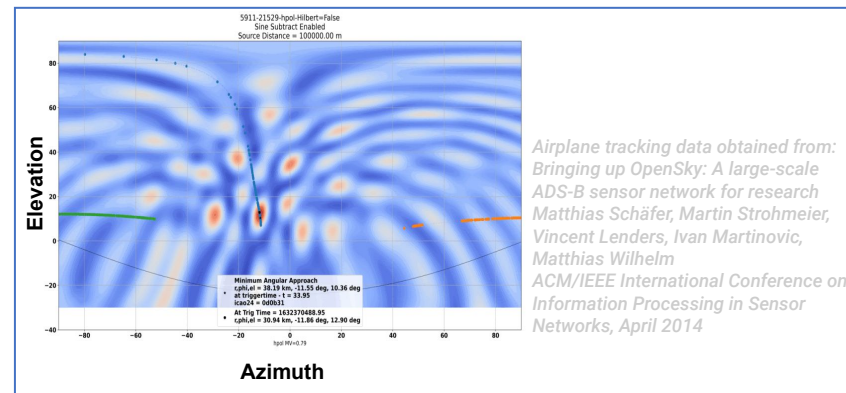 5911-21529-hpol-Hilbert=False
Sine Subtract Enabled
Source Distance = 100000.00 m
Elevation
80
60
40
20
0
−20
−40
Minimum Angular Approach
r,phi,el = 38.19 km, -11.55 deg, 10.36 deg
at triggertime - t = 33.95
icao24 = 0d0b31
At Trig Time = 1632370488.95
r,phi,el = 30.94 km, -11.86 deg, 12.90 deg
−80 −60 −40 −20 0 20 40 60 80
hpol MV=0.79
Azimuth
Airplane tracking data obtained from:
Bringing up OpenSky: A large-scale
ADS-B sensor network for research
Matthias Schäfer, Martin Strohmeier,
Vincent Lenders, Ivan Martinovic,
Matthias Wilhelm
ACM/IEEE International Conference on
Information Processing in Sensor
Networks, April 2014